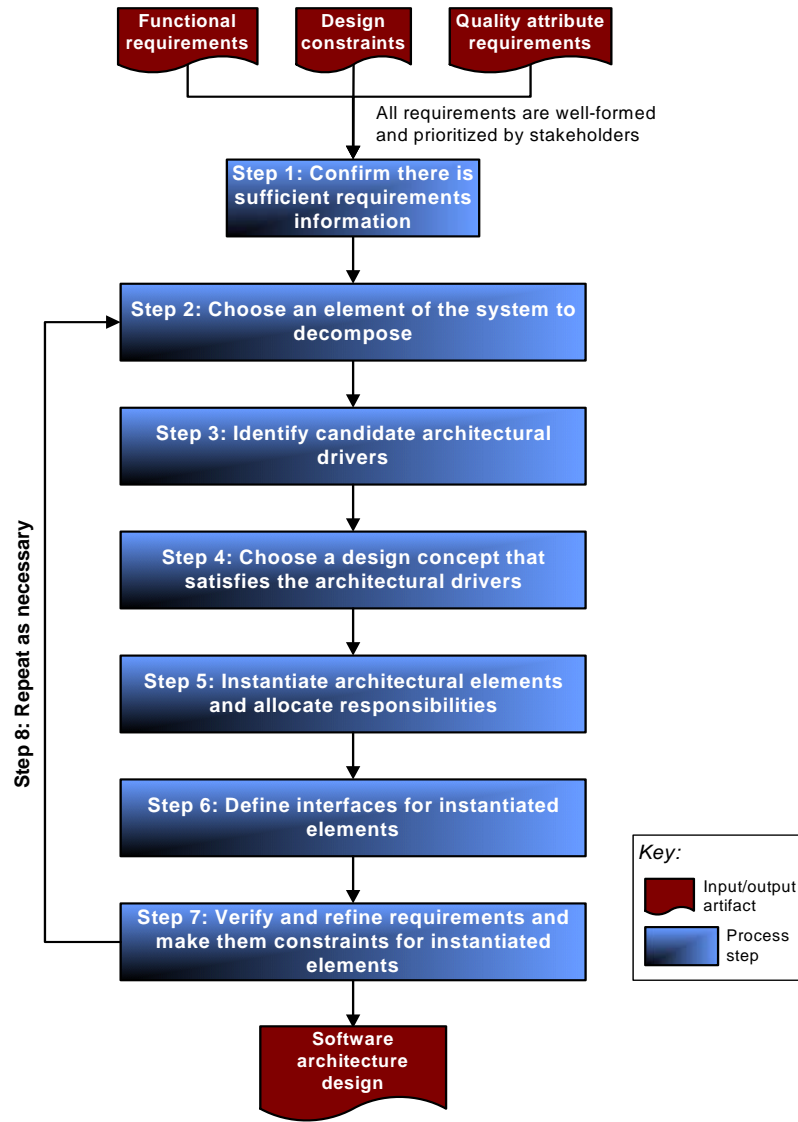 Functional
requirements
Design
constraints
Quality attribute
requirements
All requirements are well-formed
and prioritized by stakeholders
Step 1: Confirm there is
sufficient requirements
information
Step 2: Choose an element of the system to
decompose
Step 3: Identify candidate architectural
drivers
Step 4: Choose a design concept that
satisfies the architectural drivers
Step 5: Instantiate architectural elements
and allocate responsibilities
Step 6: Define interfaces for instantiated
elements
Step 7: Verify and refine requirements and
make them constraints for instantiated
elements
Step 8: Repeat as necessary
Software
architecture
design
Key:
Input/output
artifact
Process
step